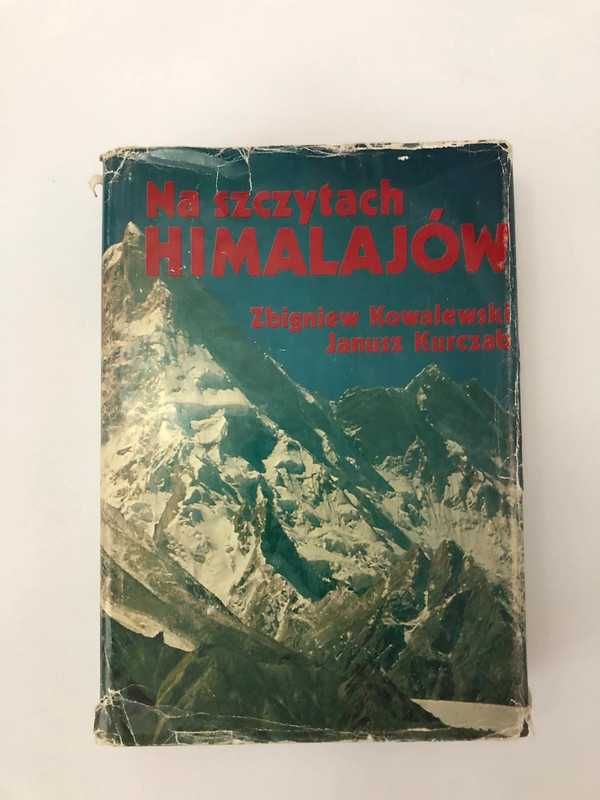 Na szczytach
HIMALAJÓW
Zbigniew Kowalewski
Janusz Kurczab